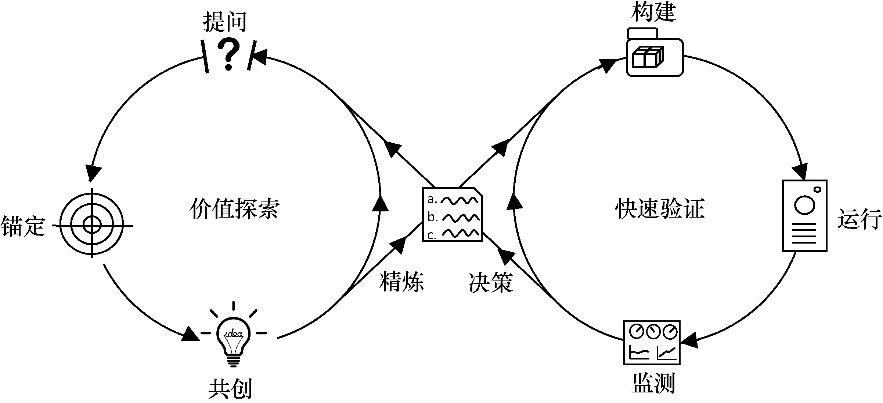 提问
?
锚定
价值探索
idea
共创
精炼
a.
b.
c.
决策
构建
快速验证
运行
监测